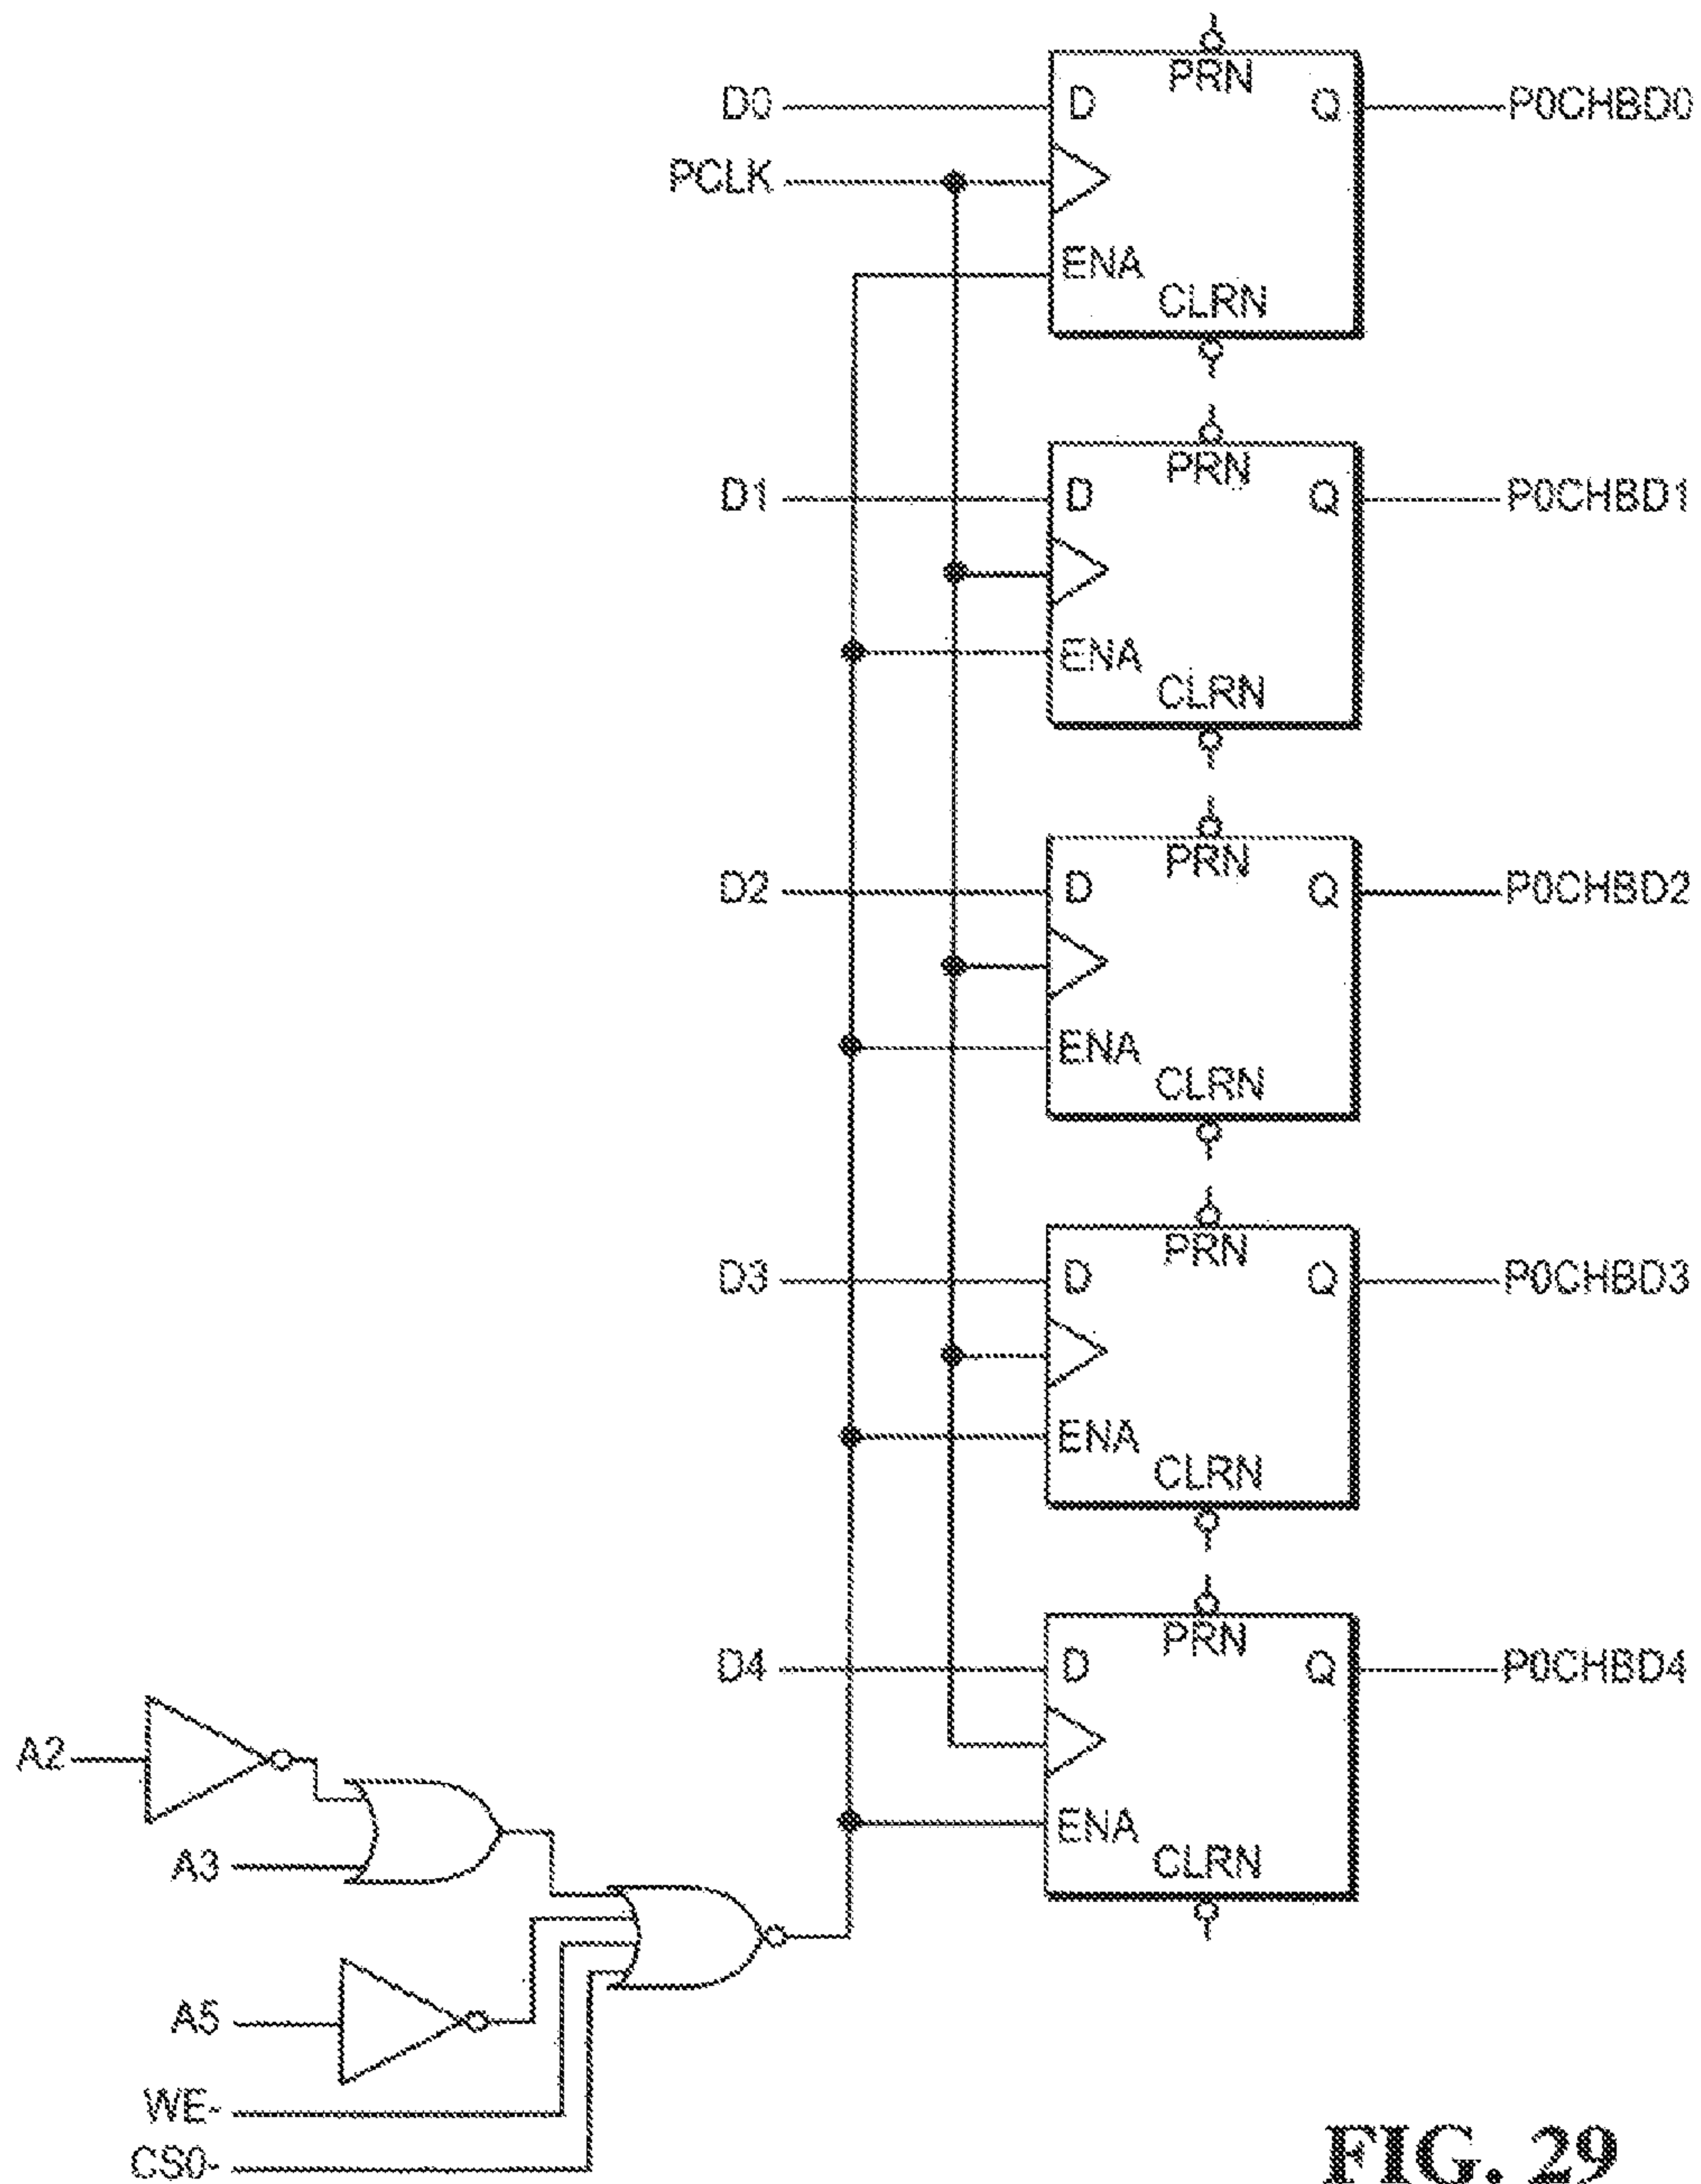 PRN
D0 D Q P0CHBD0
PCLK
ENA
CLRN
PRN
D1 D Q P0CHBD1
ENA
CLRN
PRN
D2 D Q P0CHBD2
ENA
CLRN
PRN
D3 D Q P0CHBD3
ENA
CLRN
PRN
D4 D Q P0CHBD4
A2
ENA
CLRN
A3
A5
WE-
CS0-
FIG. 29